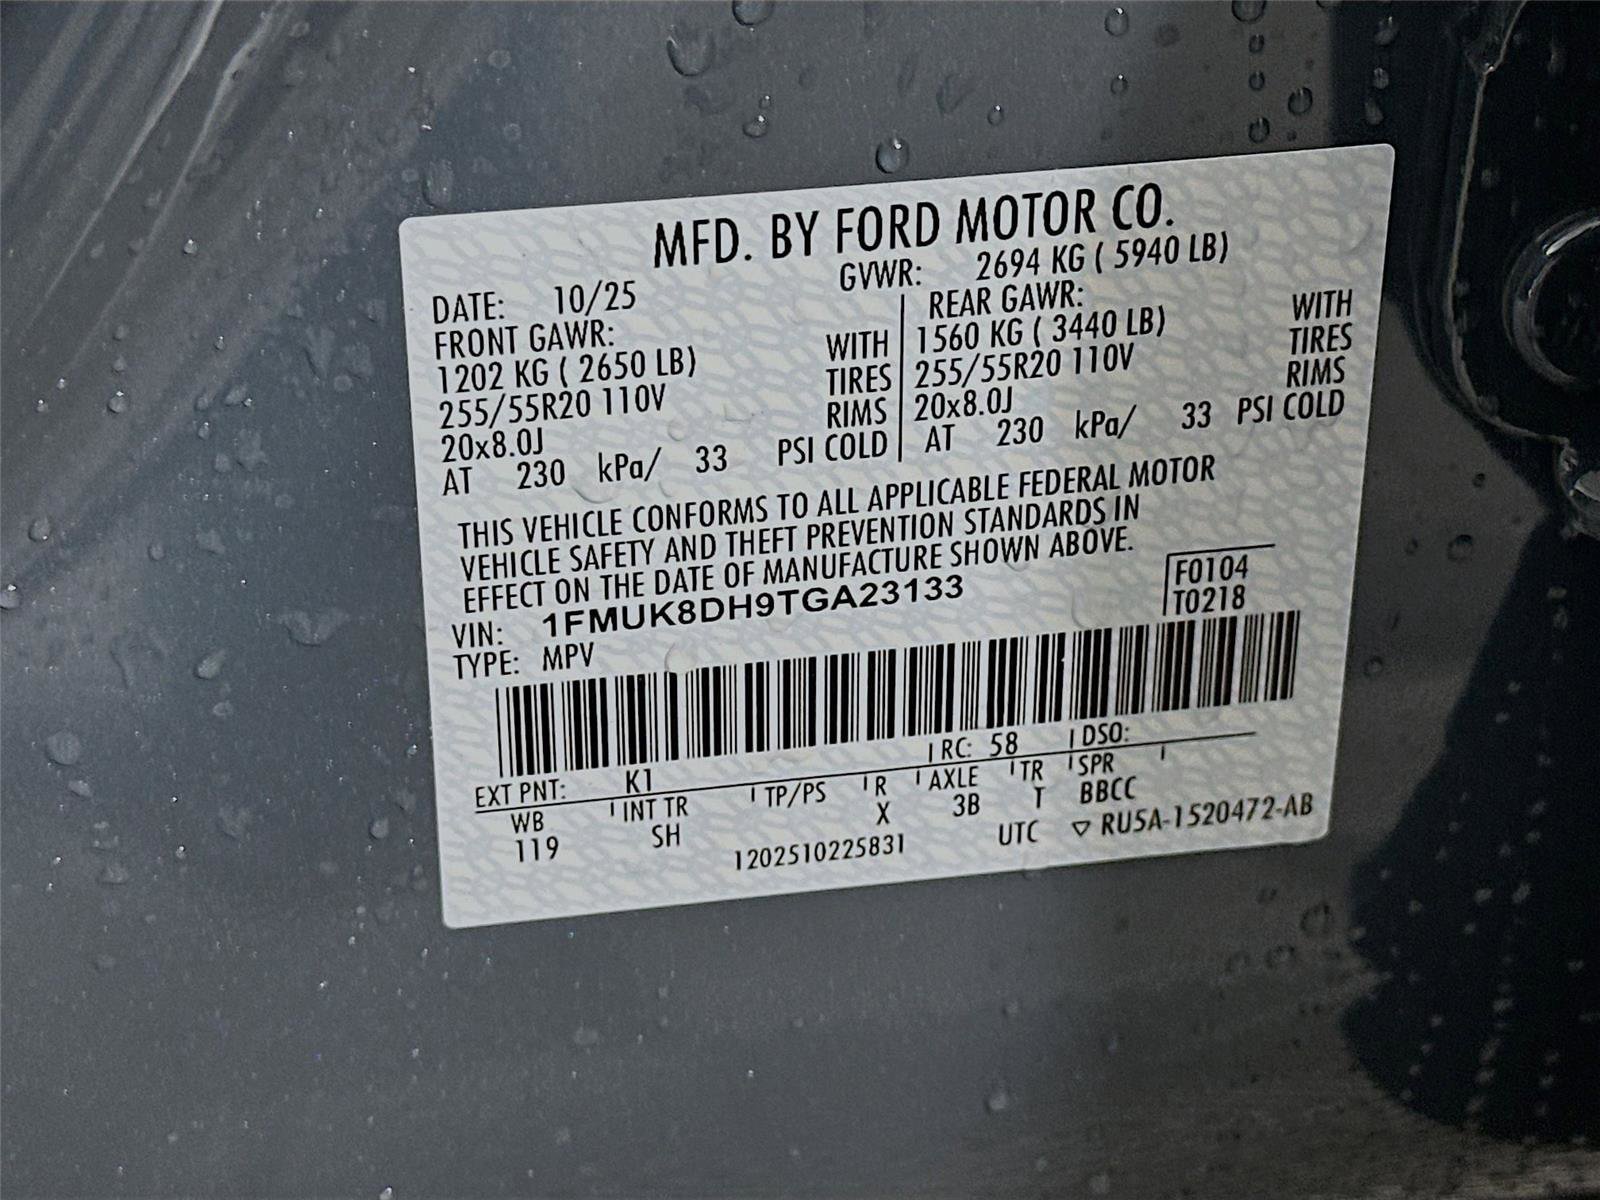 MFD. BY FORD MOTOR CO.
DATE: 10/25 GVWR: 2694 KG ( 5940 LB)
FRONT GAWR: REAR GAWR:
1202 KG ( 2650 LB) WITH 1560 KG ( 3440 LB) WITH
255/55R20 110V TIRES 255/55R20 110V TIRES
20x8.0J RIMS 20x8.0J RIMS
AT 230 kPa/ 33 PSI COLD AT 230 kPa/ 33 PSI COLD
THIS VEHICLE CONFORMS TO ALL APPLICABLE FEDERAL MOTOR
VEHICLE SAFETY AND THEFT PREVENTION STANDARDS IN
EFFECT ON THE DATE OF MANUFACTURE SHOWN ABOVE.
VIN: 1FMUK8DH9TGA23133 F0104
TYPE: MPV T0218
EXT PNT: K1 RC: 58 DSO:
WB INT TR TP/PS R AXLE TR SPR
119 SH X 3B T BBCC
1202510225831 UTC ▽ RU5A-1520472-AB